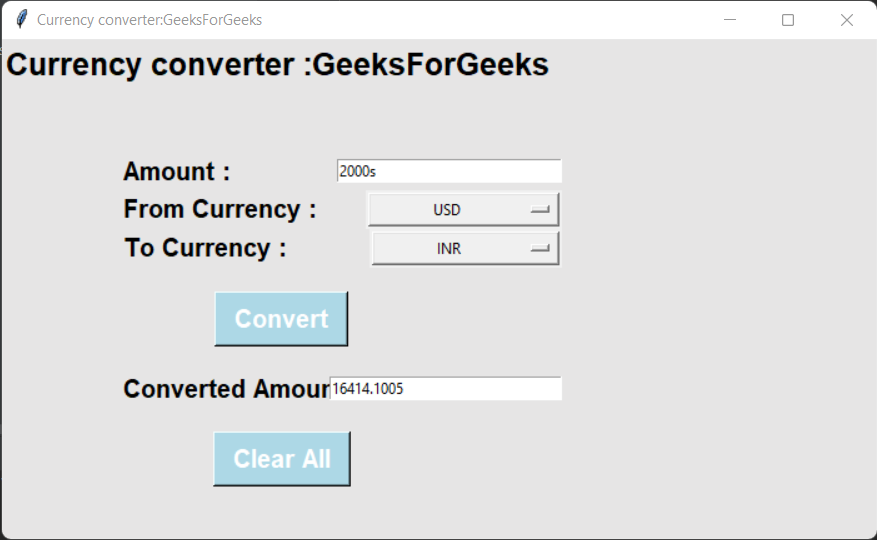 Currency converter:GeeksForGeeks
Currency converter :GeeksForGeeks
Amount : 2000s
From Currency : USD
To Currency : INR
Convert
Converted Amoun 16414.1005
Clear All